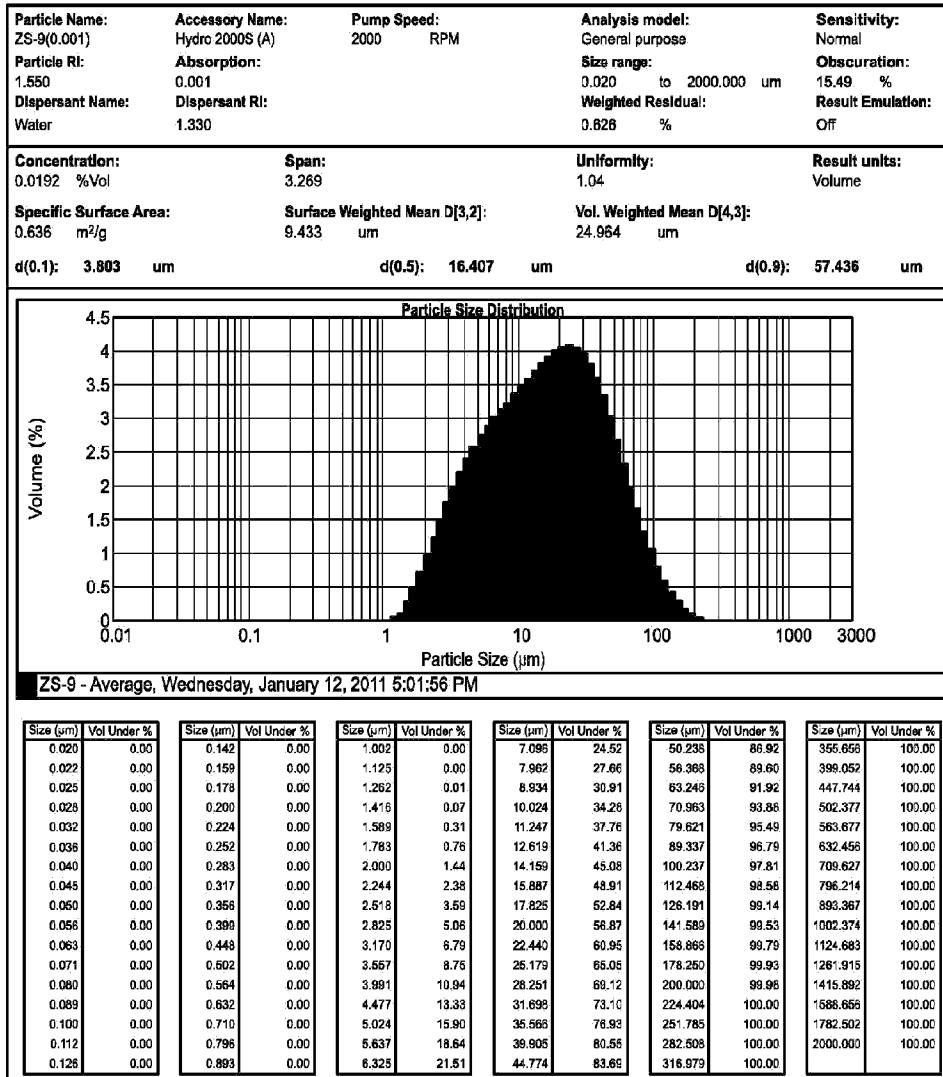 Particle Name: Accessory Name: Pump Speed: Analysis model: Sensitivity:
ZS-9(0.001) Hydro 2000S (A) 2000 RPM General purpose Normal
Particle RI: Absorption: Size range: Obscuration:
1.550 0.001 0.020 to 2000.000 um 15.49 %
Dispersant Name: Dispersant RI: Weighted Residual: Result Emulation:
Water 1.330 0.626 % Off
Concentration: Span: Uniformity: Result units:
0.0192 %Vol 3.269 1.04 Volume
Specific Surface Area: Surface Weighted Mean D[3,2]: Vol. Weighted Mean D[4,3]:
0.636 m²/g 9.433 um 24.964 um
d(0.1): 3.803 um d(0.5): 16.407 um d(0.9): 57.436 um
Particle Size Distribution
4.5
4
3.5
3
2.5
2
1.5
1
0.5
0
Volume (%)
0.01 0.1 1 10 100 1000 3000
Particle Size (µm)
ZS-9 - Average, Wednesday, January 12, 2011 5:01:56 PM
Size (µm) Vol Under % Size (µm) Vol Under % Size (µm) Vol Under % Size (µm) Vol Under % Size (µm) Vol Under % Size (µm) Vol Under %
0.020 0.00 0.142 0.00 1.002 0.00 7.096 24.52 50.238 86.92 355.656 100.00
0.022 0.00 0.159 0.00 1.125 0.00 7.962 27.66 56.368 89.60 399.052 100.00
0.025 0.00 0.178 0.00 1.262 0.01 8.934 30.91 63.246 91.92 447.744 100.00
0.028 0.00 0.200 0.00 1.416 0.07 10.024 34.26 70.963 93.86 502.377 100.00
0.032 0.00 0.224 0.00 1.589 0.31 11.247 37.76 79.621 95.49 563.677 100.00
0.036 0.00 0.252 0.00 1.783 0.76 12.619 41.36 89.337 96.79 632.456 100.00
0.040 0.00 0.283 0.00 2.000 1.44 14.159 45.08 100.237 97.81 709.627 100.00
0.045 0.00 0.317 0.00 2.244 2.38 15.887 48.91 112.468 98.58 796.214 100.00
0.050 0.00 0.356 0.00 2.518 3.59 17.825 52.84 126.191 99.14 893.367 100.00
0.056 0.00 0.399 0.00 2.825 5.06 20.000 56.87 141.589 99.53 1002.374 100.00
0.063 0.00 0.448 0.00 3.170 6.79 22.440 60.95 158.866 99.79 1124.683 100.00
0.071 0.00 0.502 0.00 3.557 8.75 25.179 65.05 178.250 99.93 1261.915 100.00
0.080 0.00 0.564 0.00 3.991 10.94 28.251 69.12 200.000 99.98 1415.892 100.00
0.089 0.00 0.632 0.00 4.477 13.33 31.698 73.10 224.404 100.00 1588.656 100.00
0.100 0.00 0.710 0.00 5.024 15.90 35.566 76.93 251.785 100.00 1782.502 100.00
0.112 0.00 0.796 0.00 5.637 18.64 39.905 80.55 282.508 100.00 2000.000 100.00
0.126 0.00 0.893 0.00 6.325 21.51 44.774 83.69 316.979 100.00